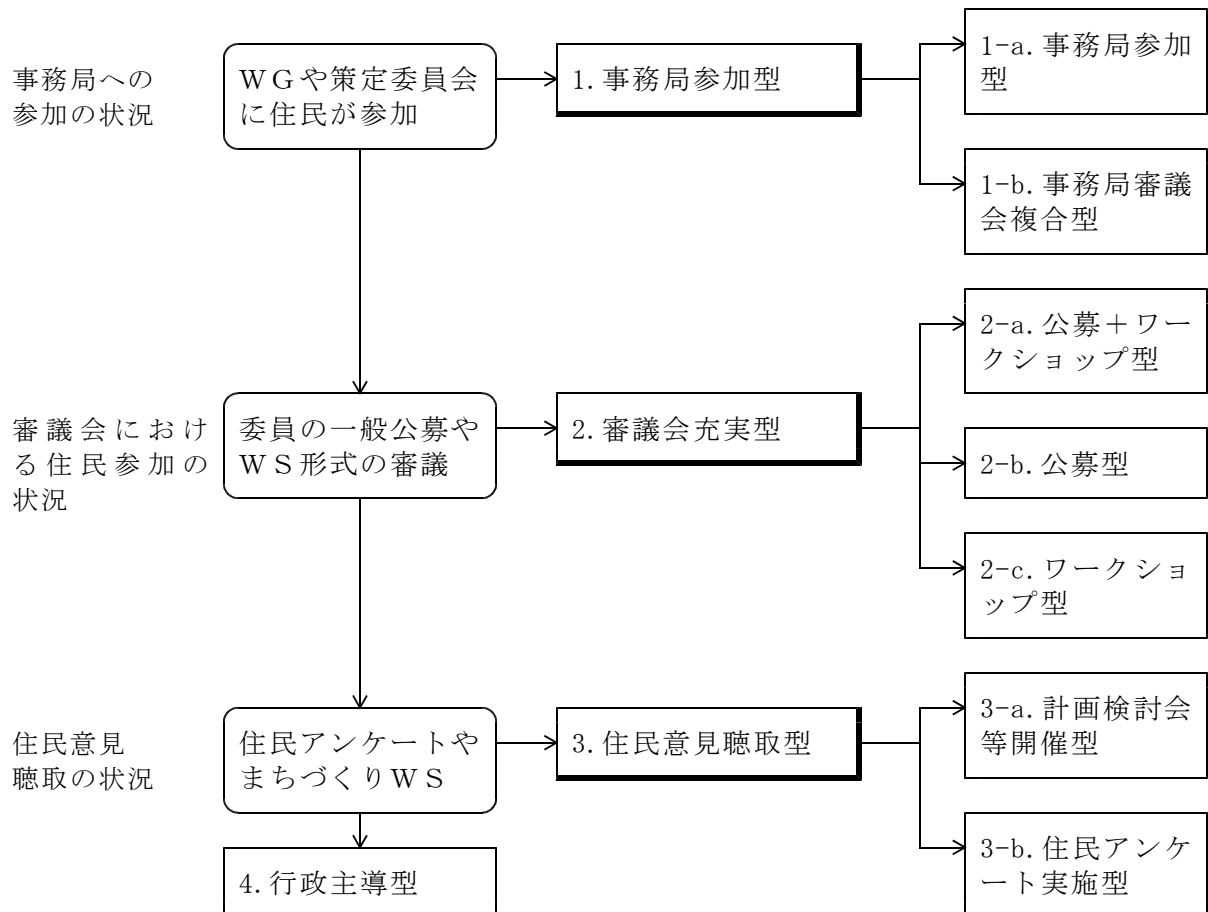 事務局への
参加の状況
ＷＧや策定委員会
に住民が参加
1.事務局参加型
1-a.事務局参加
型
1-b.事務局審議
会複合型
審議会におけ
る住民参加の
状況
委員の一般公募や
ＷＳ形式の審議
2.審議会充実型
2-a.公募＋ワー
クショップ型
2-b.公募型
2-c.ワークショ
ップ型
住民意見
聴取の状況
住民アンケートや
まちづくりＷＳ
3.住民意見聴取型
3-a.計画検討会
等開催型
3-b.住民アンケ
ート実施型
4.行政主導型